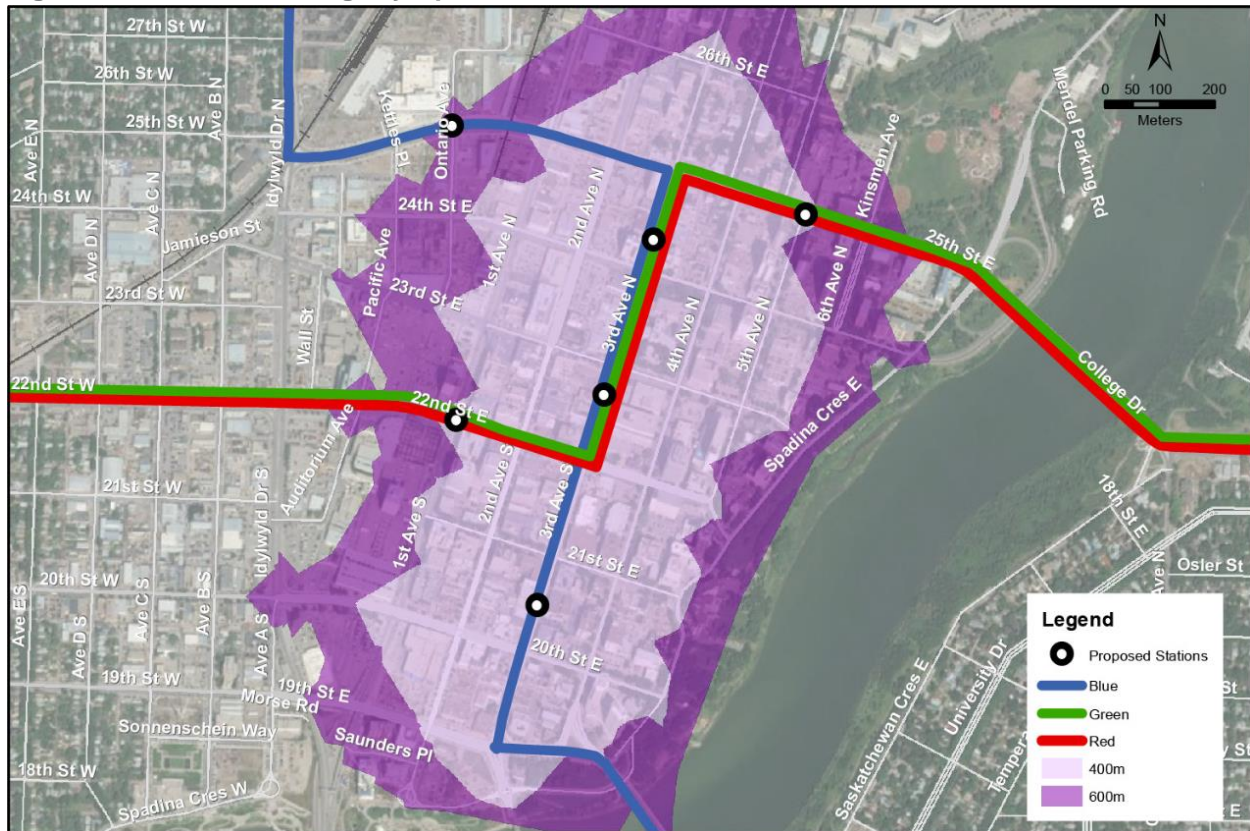 27th St W
26th St W
25th St W
Ave E N
Ave B N
Idylwyld Dr N
Kettles Pl
Ontario Ave
26th St E
N
0 50 100 200
Meters
Mendel Parking Rd
Kinsmen Ave
24th St W
Ave D N
Ave C N
Jamieson St
24th St E
1st Ave N
2nd Ave N
Pacific Ave
23rd St E
23rd St W
Wall St
3rd Ave N
4th Ave N
5th Ave N
6th Ave N
25th St E
College Dr
22nd St W
22nd St E
Spadina Cres E
Auditorium Ave
21st St W
Idylwyld Dr S
1st Ave S
2nd Ave S
3rd Ave S
21st St E
18th St E
20th St W
Ave E S
Ave D S
Ave C S
Ave B S
Ave A S
20th St E
19th St W
19th St E
Morse Rd
Sonnenschein Way
Saunders Pl
18th St W
Spadina Cres W
Saskatchewan Cres E
University Dr
Ave N
Osler St
St
St
St E
Legend
Proposed Stations
Blue
Green
Red
400m
600m